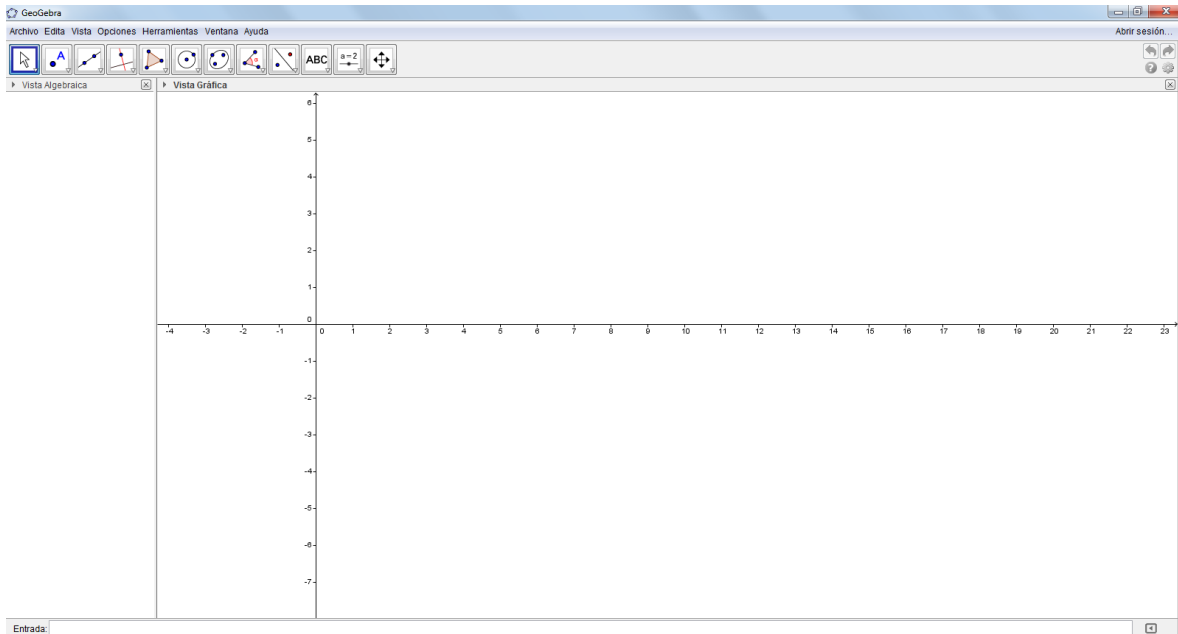 GeoGebra
Archivo Edita Vista Opciones Herramientas Ventana Ayuda Abrir sesión...
A α ABC a=2
Vista Algebraica Vista Gráfica
6
5
4
3
2
1
0
-4 -3 -2 -1 0 1 2 3 4 5 6 7 8 9 10 11 12 13 14 15 16 17 18 19 20 21 22 23
-1
-2
-3
-4
-5
-6
-7
Entrada: